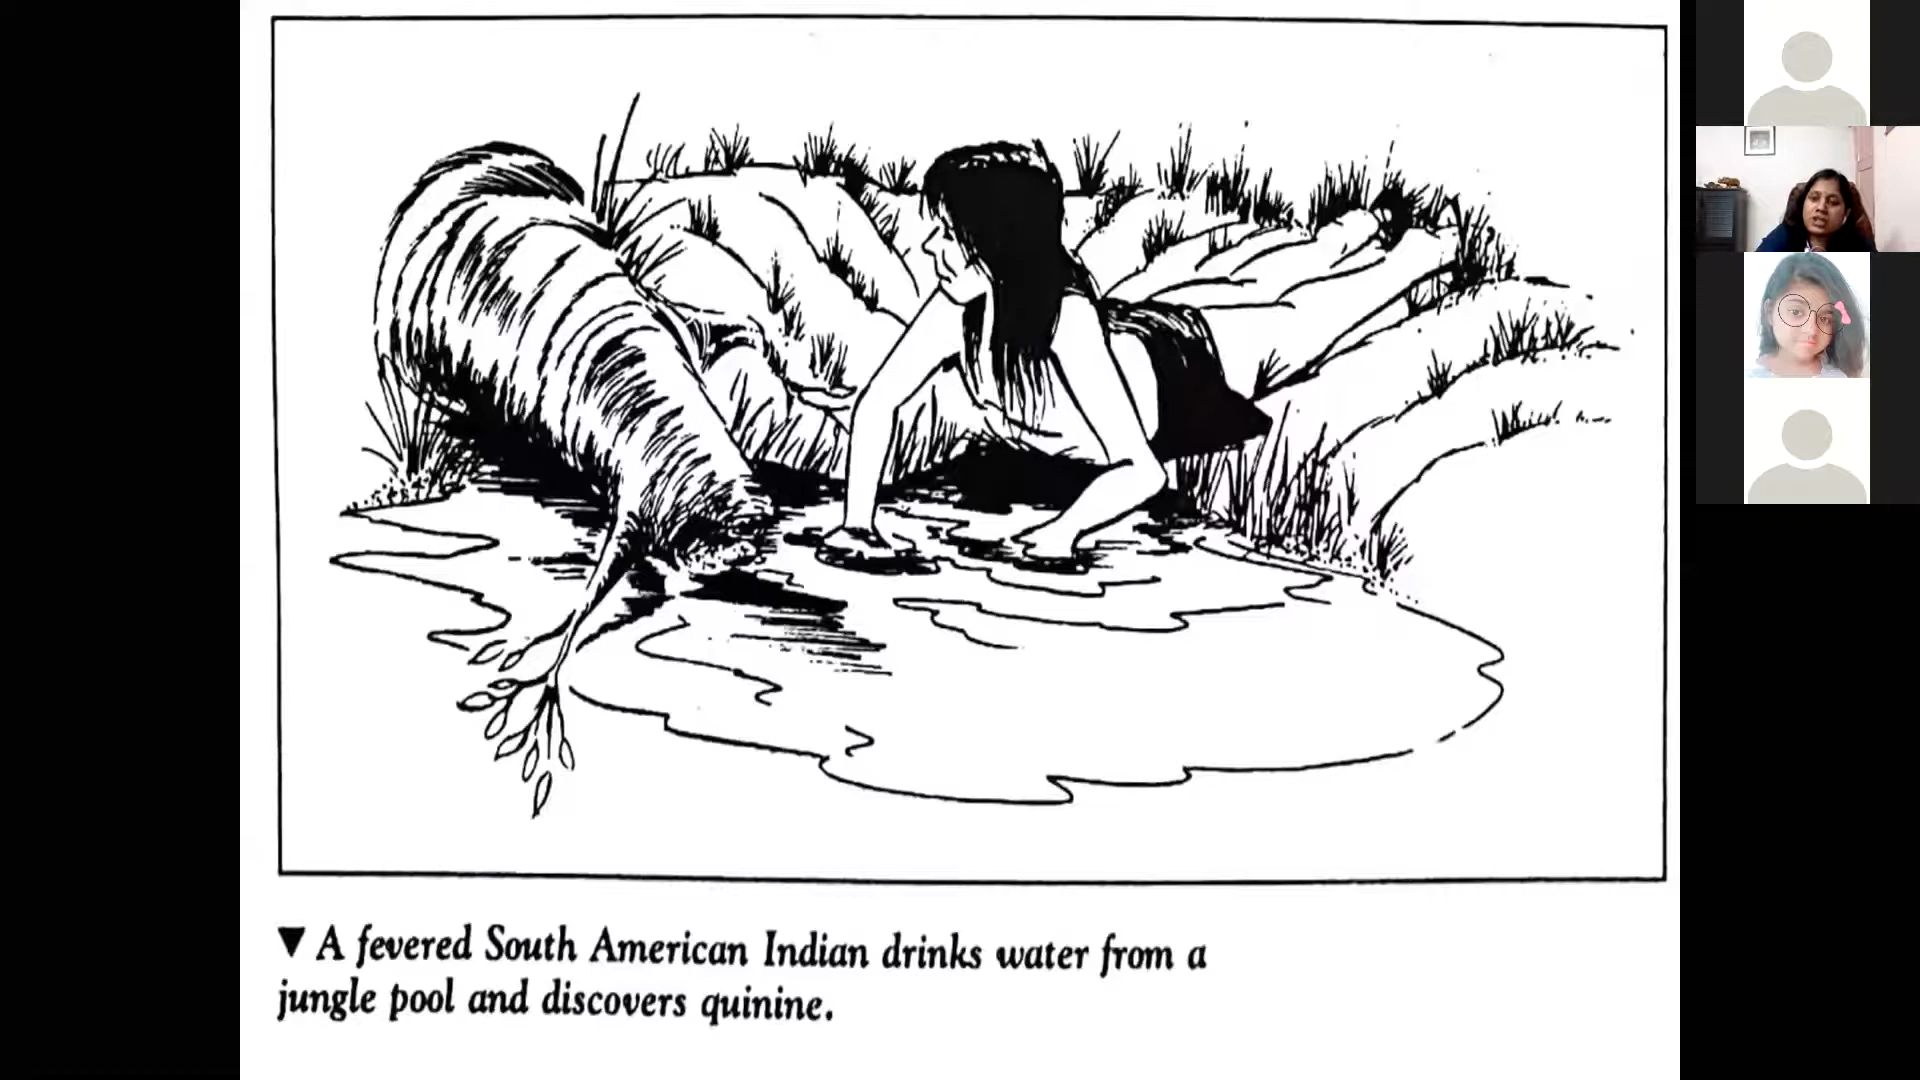 ▼ A fevered South American Indian drinks water from a
jungle pool and discovers quinine.